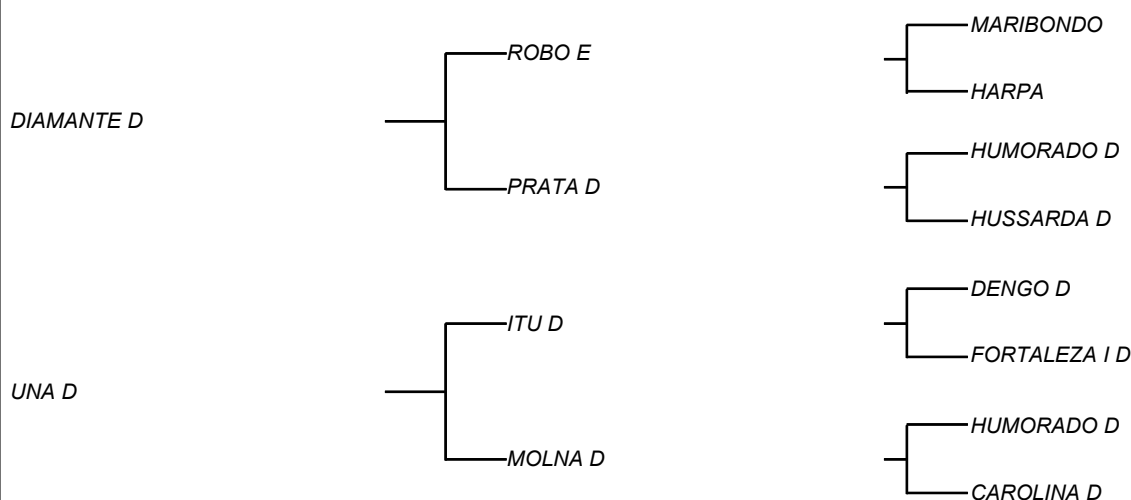 MARIBONDO
ROBO E
HARPA
DIAMANTE D
HUMORADO D
PRATA D
HUSSARDA D
DENGO D
ITU D
FORTALEZA I D
UNA D
HUMORADO D
MOLNA D
CAROLINA D